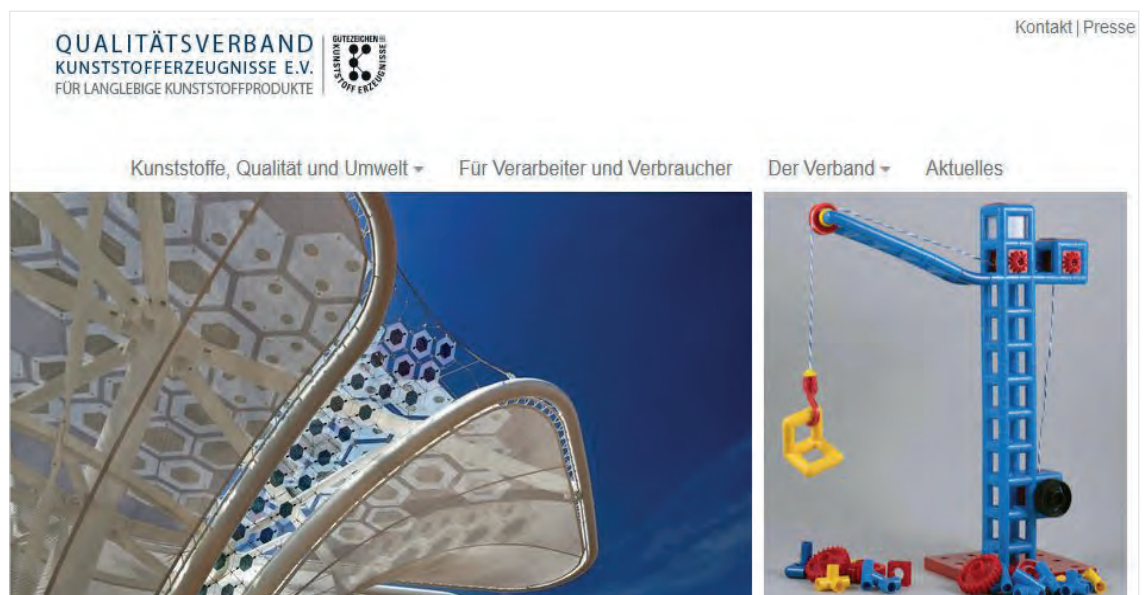 Kontakt | Presse
QUALITÄTSVERBAND
KUNSTSTOFFERZEUGNISSE E.V.
FÜR LANGLEBIGE KUNSTSTOFFPRODUKTE
GÜTEZEICHEN
KUNSTSTOFF ERZEUGNISSE
Kunststoffe, Qualität und Umwelt
Für Verarbeiter und Verbraucher
Der Verband
Aktuelles